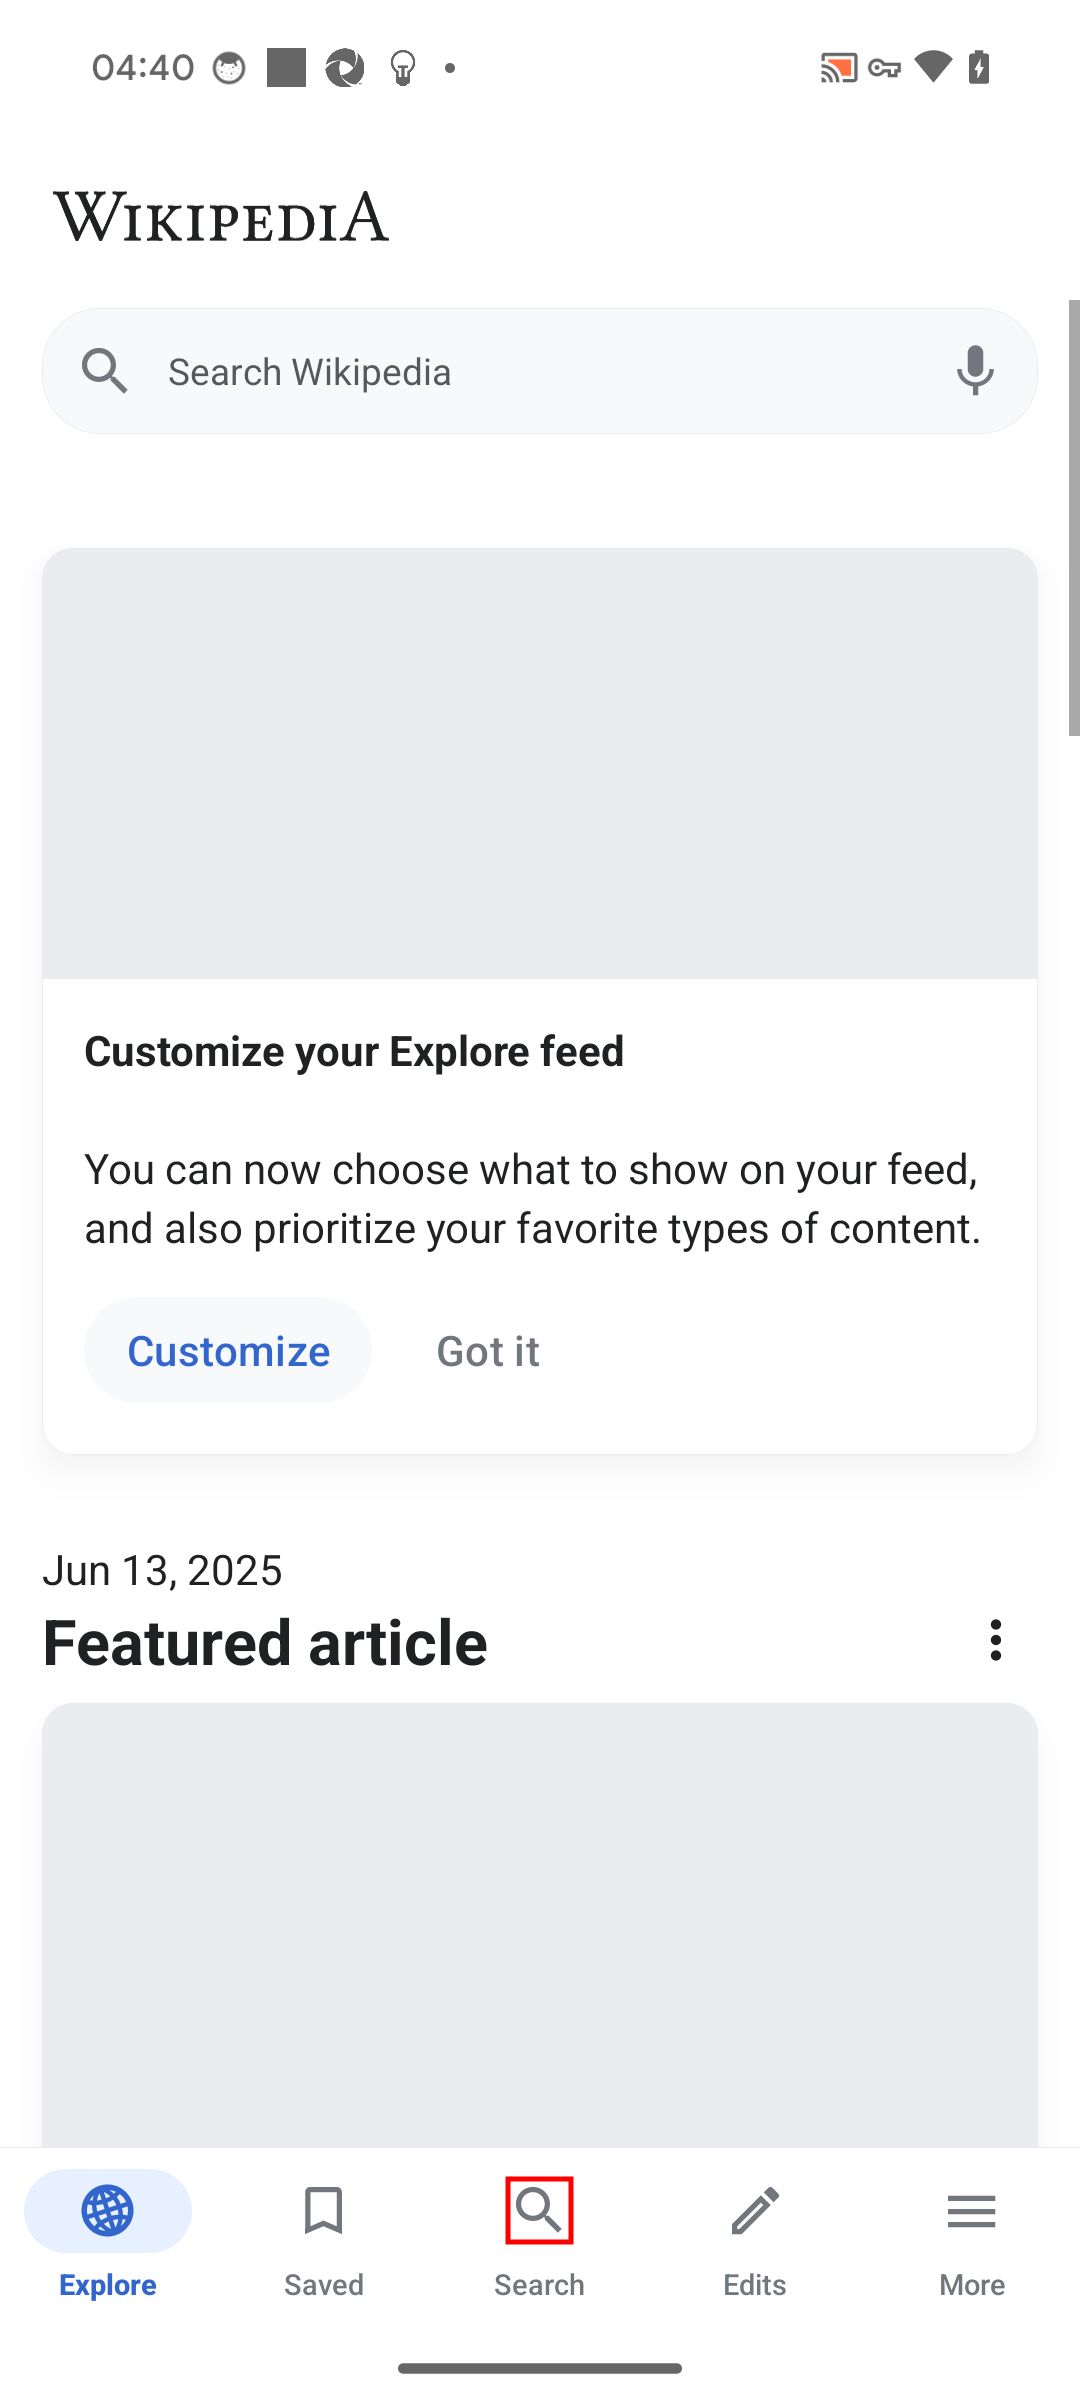 04:40
WIKIPEDIA
Search Wikipedia
Customize your Explore feed
You can now choose what to show on your feed,
and also prioritize your favorite types of content.
Customize Got it
Jun 13, 2025
Featured article
Explore Saved Search Edits More